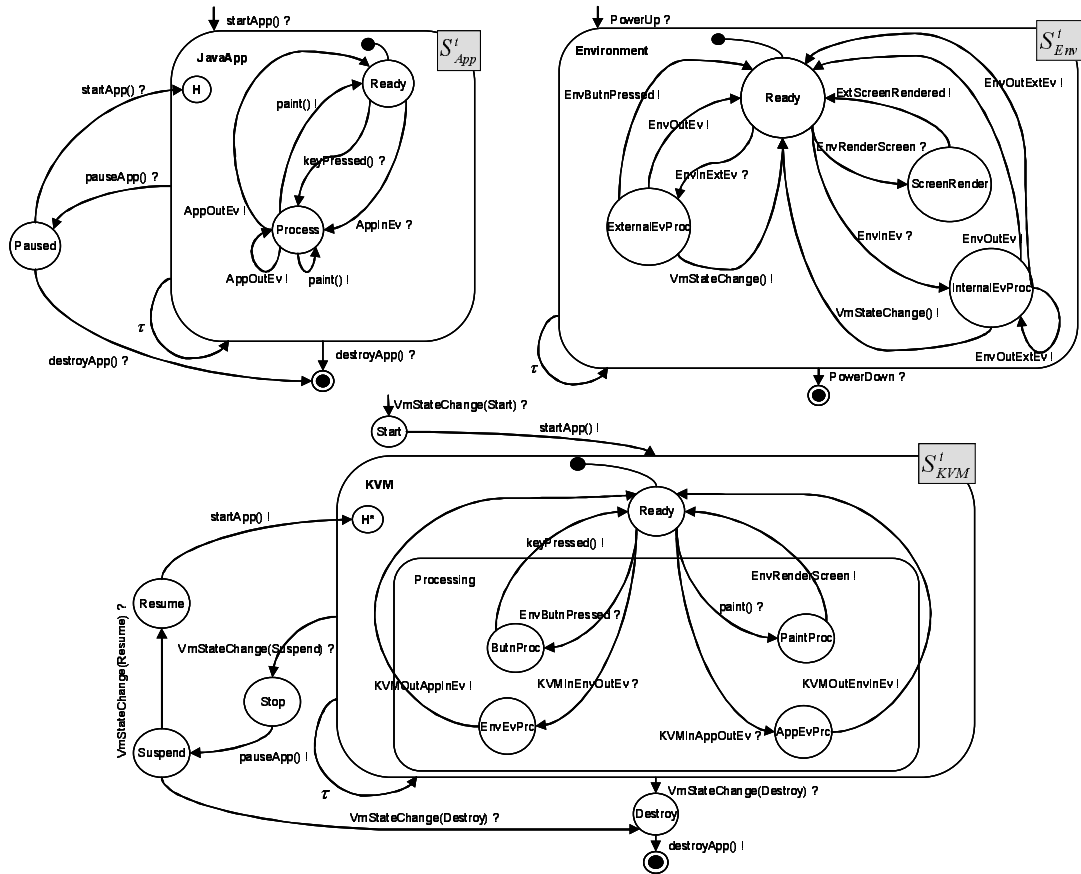 startApp() ?
JavaApp
S^t_App
Ready
H
startApp() ?
paint() !
keyPressed() ?
pauseApp() ?
AppOutEv !
AppInEv ?
Process
Paused
AppOutEv !
paint() !
τ
destroyApp() ?
destroyApp() ?
PowerUp ?
Environment
S^t_Env
EnvButnPressed !
Ready
ExtScreenRendered!
EnvOutExtEv !
EnvOutEv !
EnvRenderScreen ?
EnvInExtEv ?
ScreenRender
ExternalEvProc
EnvInEv ?
EnvOutEv !
VmStateChange() !
InternalEvProc
VmStateChange() !
EnvOutExtEv !
τ
PowerDown ?
VmStateChange(Start) ?
Start
startApp() !
S^t_KVM
KVM
Ready
H*
startApp() !
keyPressed() !
Processing
EnvRenderScreen !
Resume
EnvButnPressed ?
paint() ?
ButnProc
PaintProc
VmStateChange(Resume) ?
VmStateChange(Suspend) ?
KVMOutAppInEv !
KVMInEnvOutEv ?
KVMOutEnvInEv !
Stop
EnvEvPrc
AppEvPrc
KVMInAppOutEv ?
Suspend
pauseApp() !
τ
VmStateChange(Destroy) ?
VmStateChange(Destroy) ?
Destroy
destroyApp() !